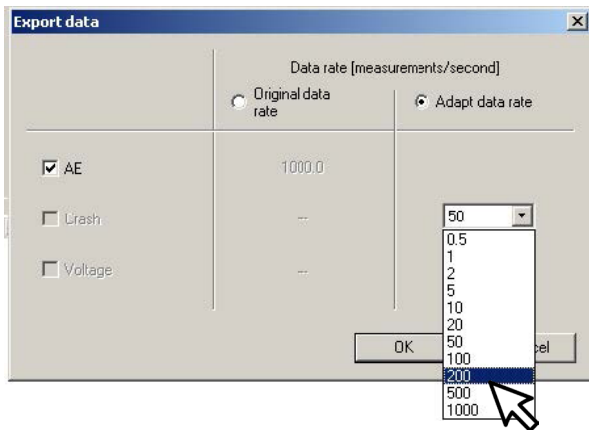 Export data
Data rate [measurements/second]
Original data
rate
Adapt data rate
AE
1000.0
Crash
---
50
Voltage
---
0.5
1
2
5
10
20
50
100
200
500
1000
OK
cel